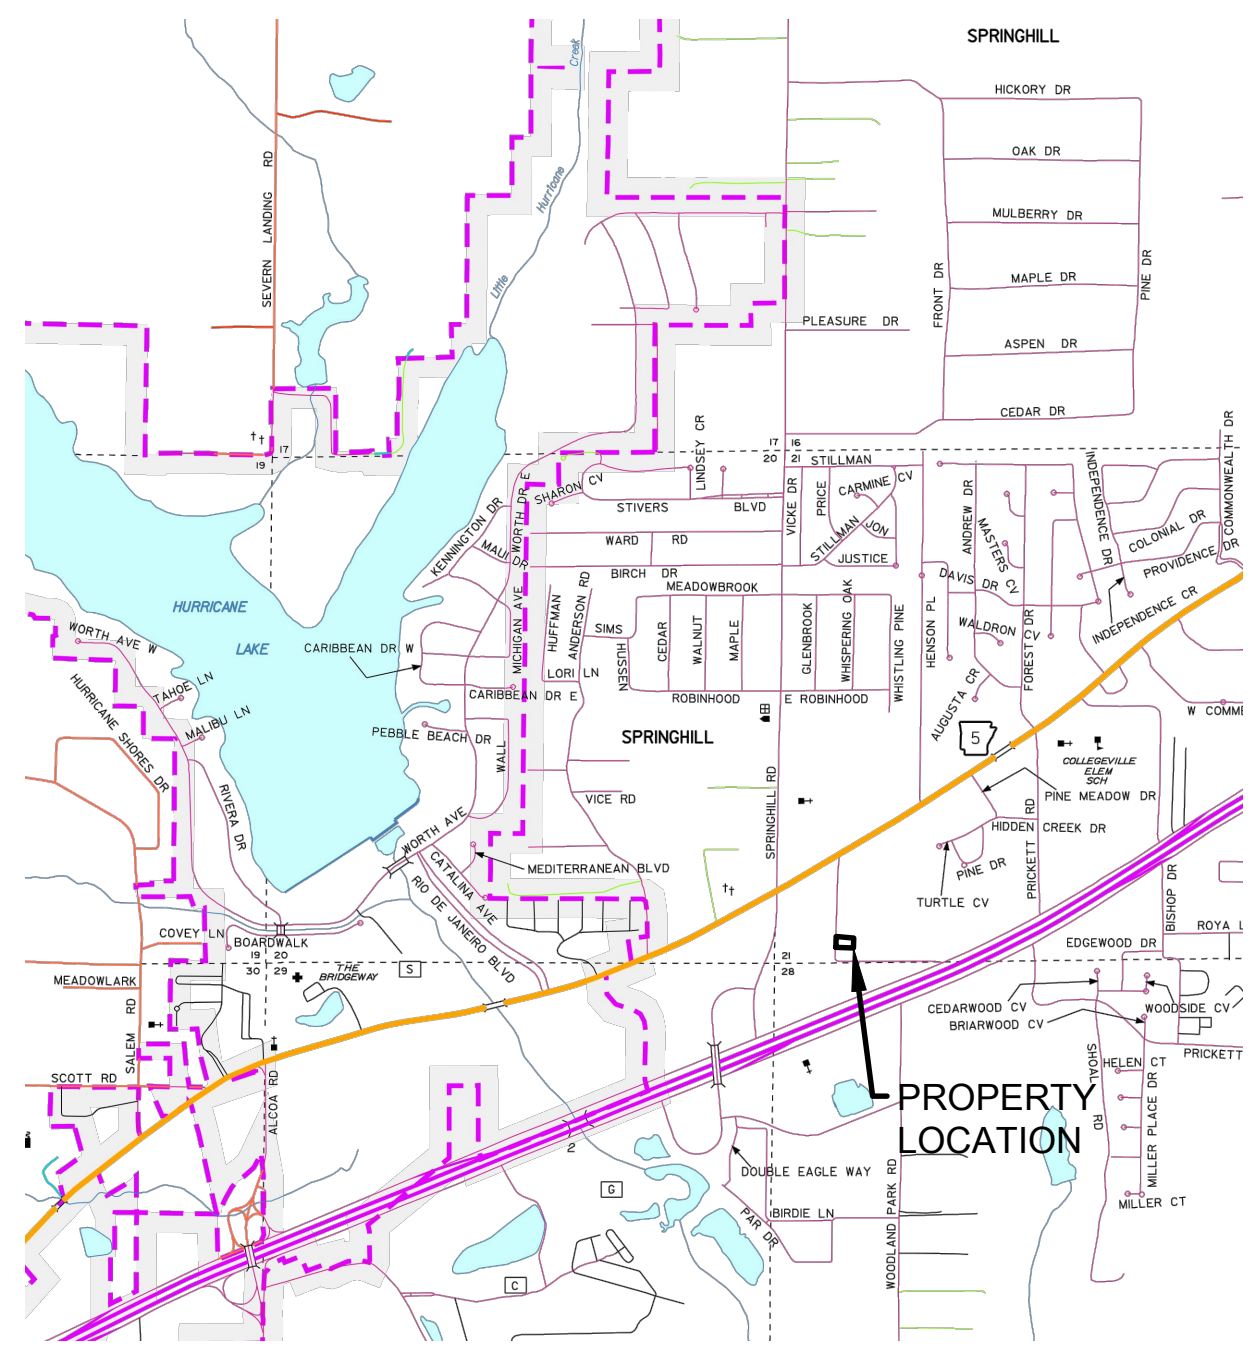 SPRINGHILL
Creek
HICKORY DR
OAK DR
SEVERN LANDING RD
Hurricane
MULBERRY DR
MAPLE DR
PINE DR
Little
FRONT DR
PLEASURE DR
ASPEN DR
CEDAR DR
LINDSEY CR
COMMONWEALTH DR
17
17 16
19
20 21
STILLMAN
INDEPENDENCE DR
SHARON CV
CARMINE CV
KENNINGTON DR
WORTH DR E
STIVERS BLVD
VICKE DR
PRICE
ANDREW DR
MASTERS CV
COLONIAL DR
STILLMAN
JON
WARD RD
MAUI DR
JUSTICE
PROVIDENCE DR
BIRCH DR
DAVIS DR
MEADOWBROOK
HURRICANE
LAKE
MICHIGAN AVE
HUFFMAN
ANDERSON RD
SIMS
HUSSEN
CEDAR
WALNUT
MAPLE
GLENBROOK
WHISPERING OAK
WHISTLING PINE
HENSON PL
WALDRON CV
FOREST DR
INDEPENDENCE CR
WORTH AVE W
CARIBBEAN DR W
LORI LN
TAHOE LN
CARIBBEAN DR E
ROBINHOOD
E ROBINHOOD
AUGUSTA CR
W COMME
HURRICANE SHORES DR
MALIBU LN
PEBBLE BEACH DR
WALL
SPRINGHILL
5
COLLEGEVILLE
ELEM
SCH
RIVERA DR
VICE RD
SPRINGHILL RD
PINE MEADOW DR
WORTH AVE
HIDDEN CREEK DR
PRICKETT RD
MEDITERRANEAN BLVD
CATALINA AVE
PINE DR
TURTLE CV
BISHOP DR
RIO DE JANEIRO BLVD
COVEY LN
BOARDWALK
ROYA L
EDGEWOOD DR
19 20
30 29
THE
BRIDGEWAY
S
21
28
MEADOWLARK
SALEM RD
CEDARWOOD CV
WOODSIDE CV
BRIARWOOD CV
PRICKETT
SCOTT RD
ALCOA RD
SHOAL RD
HELEN CT
PROPERTY
LOCATION
2
MILLER PLACE DR
DOUBLE EAGLE WAY
G
PAR DR
BIRDIE LN
WOODLAND PARK RD
MILLER CT
C